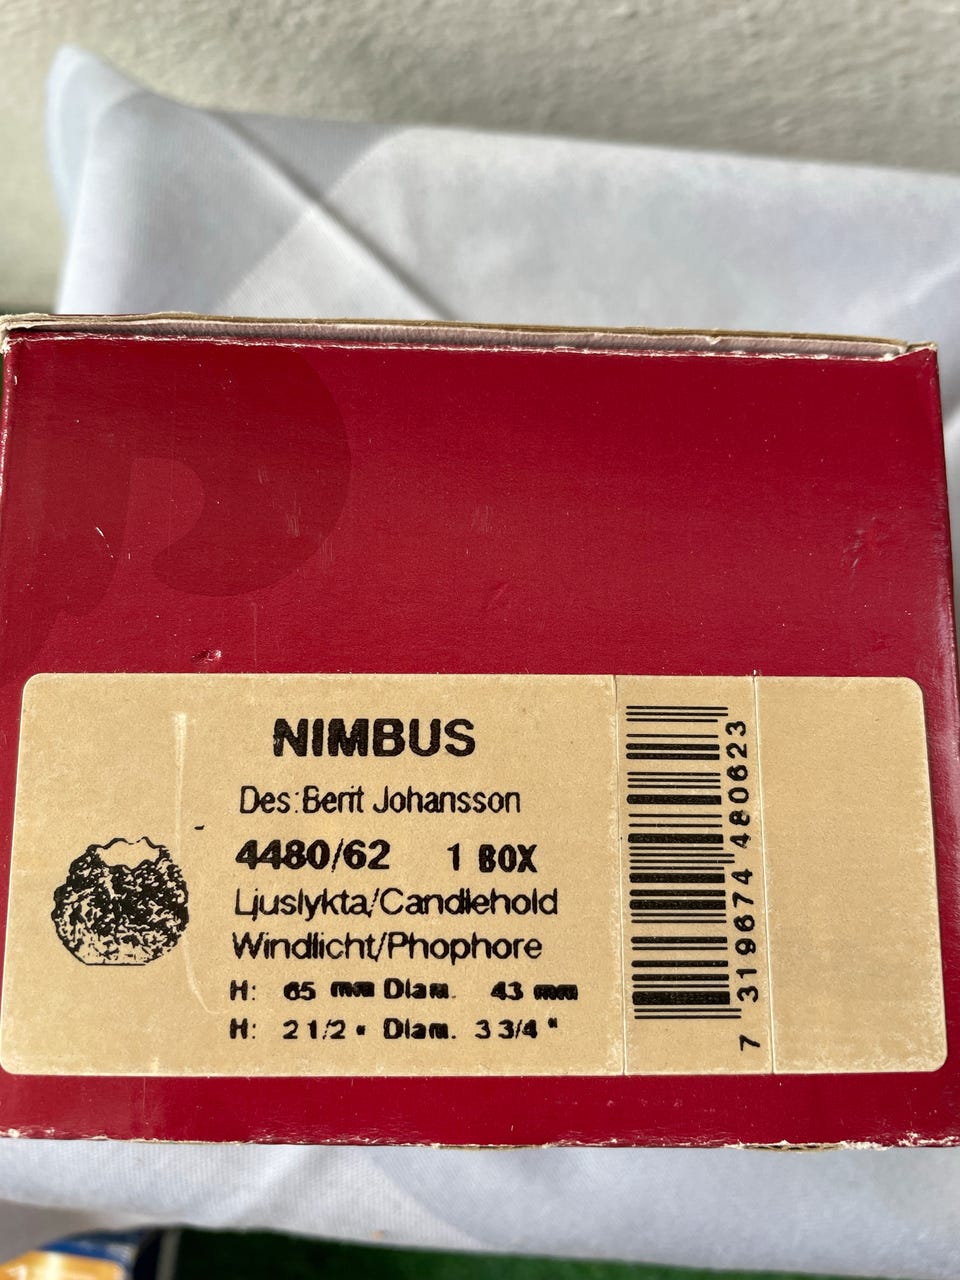 NIMBUS
Des:Berit Johansson
4480/62 1 BOX
Ljuslykta/Candlehold
Windlicht/Phophore
H: 65 mm Diam. 43 mm
H: 2 1/2 " Diam. 3 3/4 "
7 319674 480623